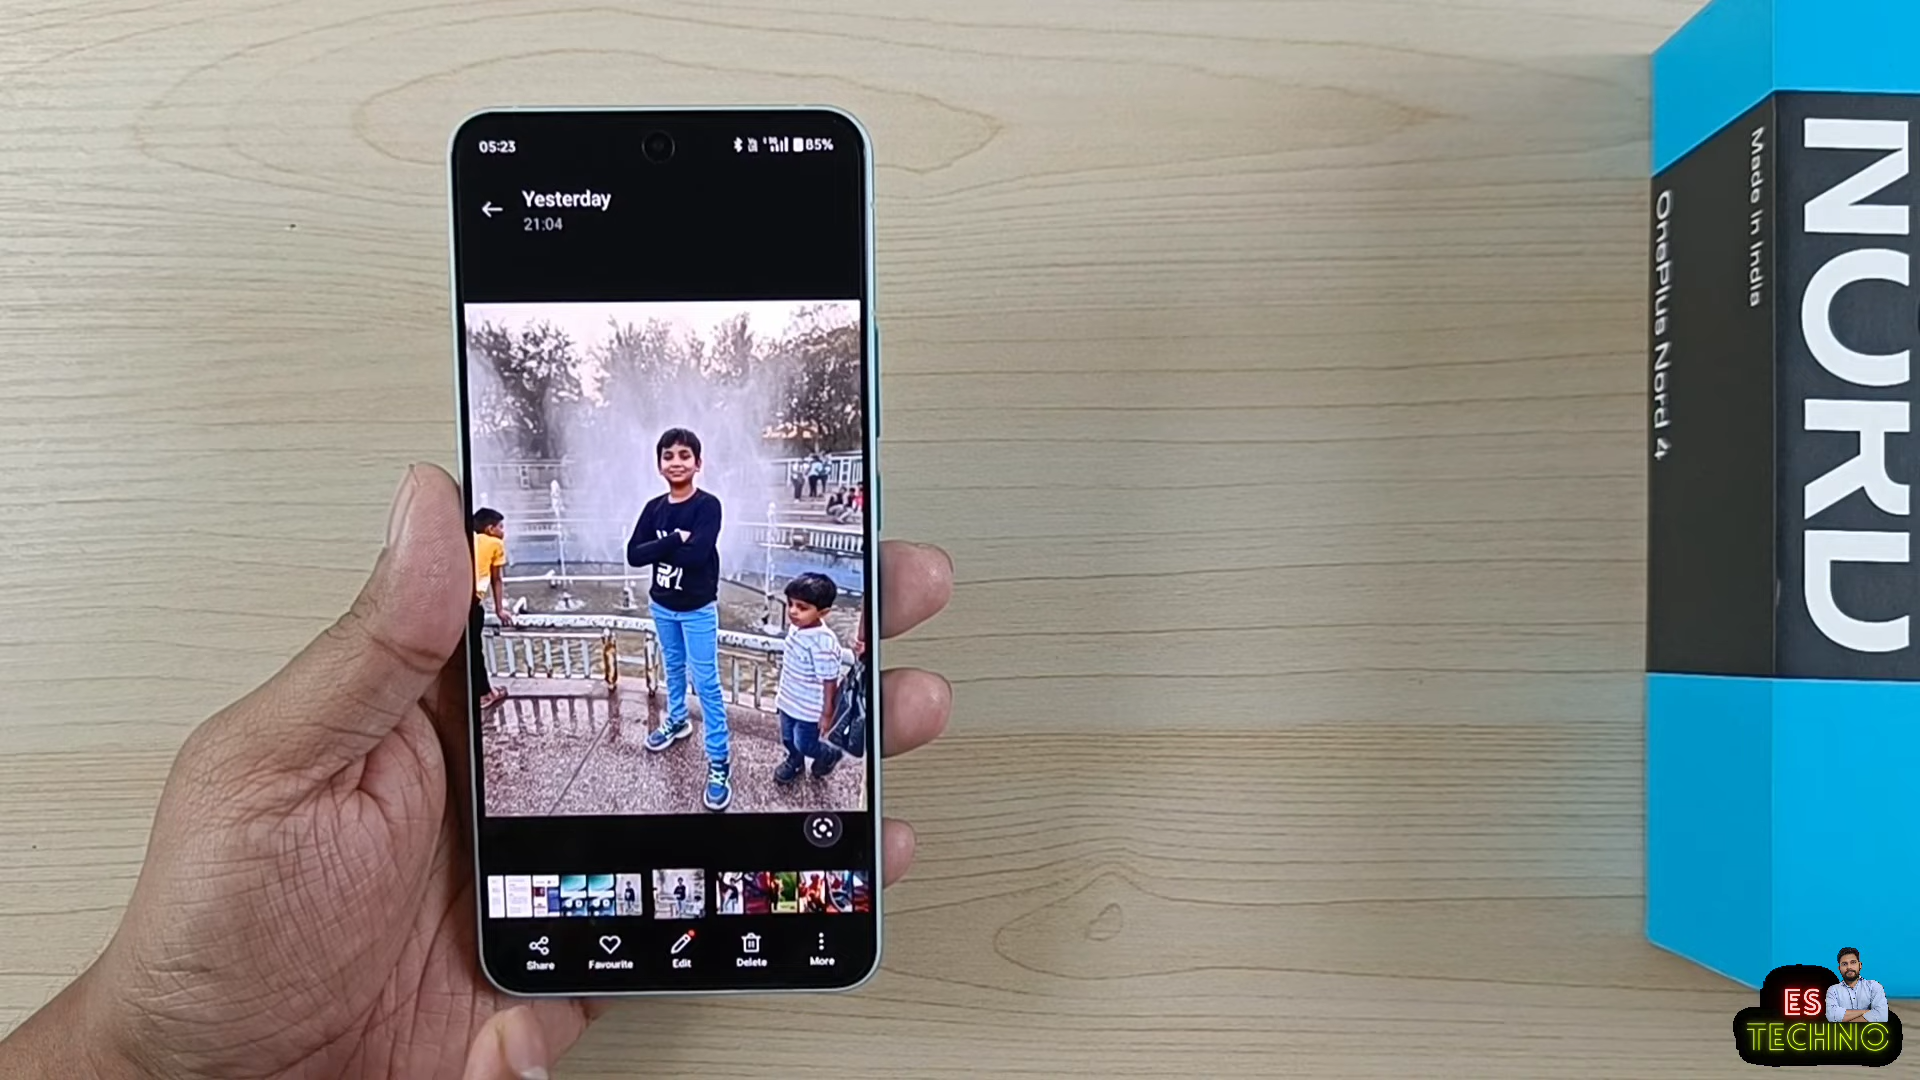 05:23
85%
Yesterday
21:04
Share
Favourite
Edit
Delete
More
NORD
Made in India
OnePlus Nord 4
ES
TECHNO